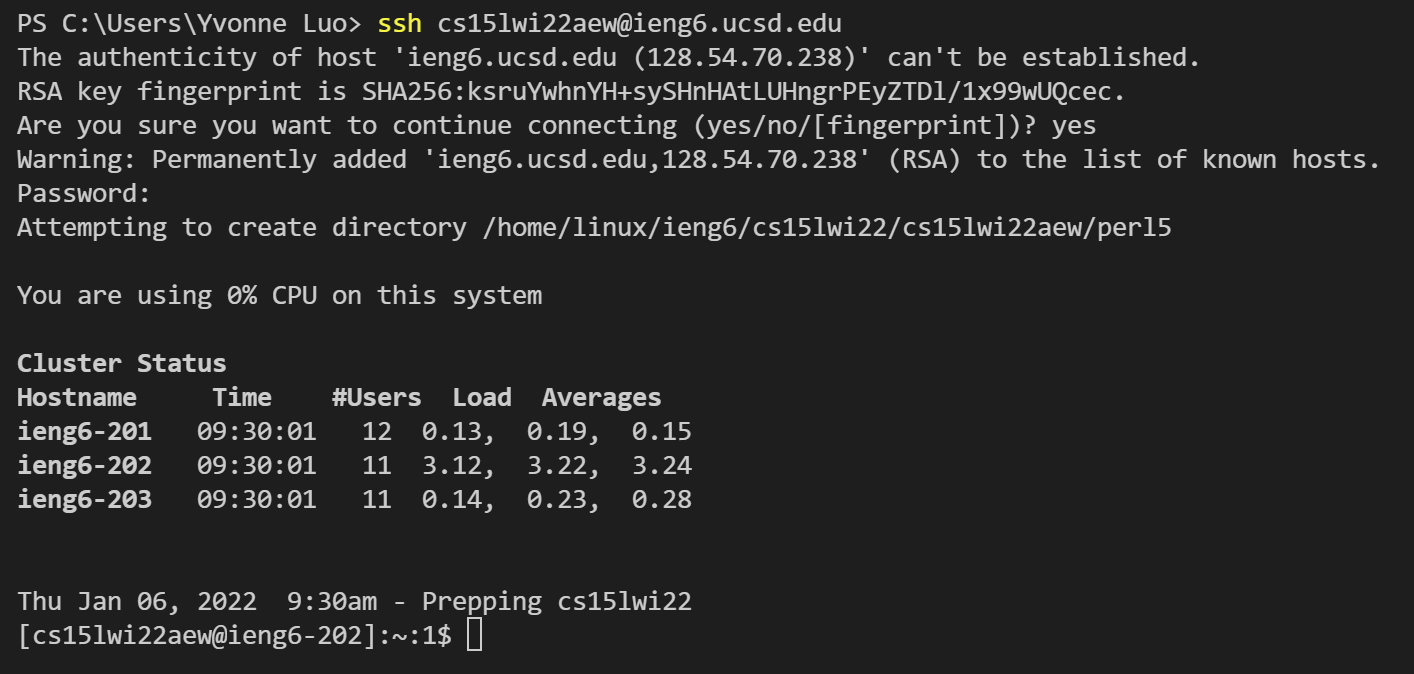 PS C:\Users\Yvonne Luo> ssh cs15lwi22aew@ieng6.ucsd.edu
The authenticity of host 'ieng6.ucsd.edu (128.54.70.238)' can't be established.
RSA key fingerprint is SHA256:ksruYwhnYH+sySHnHAtLUHngrPEyZTDl/1x99wUQcec.
Are you sure you want to continue connecting (yes/no/[fingerprint])? yes
Warning: Permanently added 'ieng6.ucsd.edu,128.54.70.238' (RSA) to the list of known hosts.
Password:
Attempting to create directory /home/linux/ieng6/cs15lwi22/cs15lwi22aew/perl5
You are using 0% CPU on this system
Cluster Status
Hostname     Time    #Users  Load  Averages
ieng6-201   09:30:01   12  0.13,  0.19,  0.15
ieng6-202   09:30:01   11  3.12,  3.22,  3.24
ieng6-203   09:30:01   11  0.14,  0.23,  0.28
Thu Jan 06, 2022  9:30am - Prepping cs15lwi22
[cs15lwi22aew@ieng6-202]:~:1$